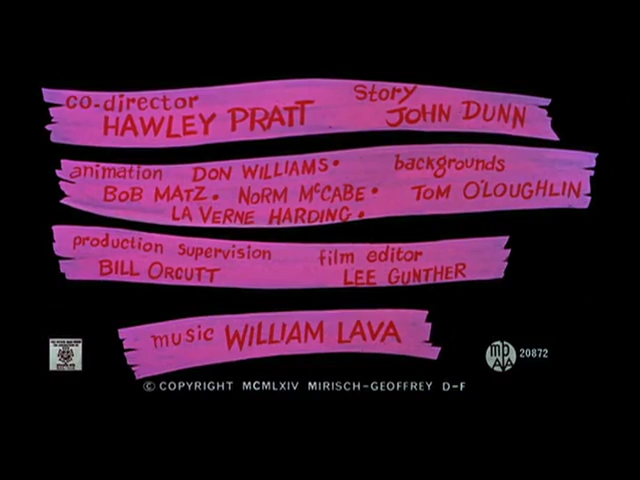 co-director Story
HAWLEY PRATT JOHN DUNN
animation DON WILLIAMS • backgrounds
BOB MATZ • NORM McCABE • TOM O'LOUGHLIN
LA VERNE HARDING •
production supervision film editor
BILL ORCUTT LEE GUNTHER
music WILLIAM LAVA
mpaa 20872
© COPYRIGHT MCMLXIV MIRISCH-GEOFFREY D-F